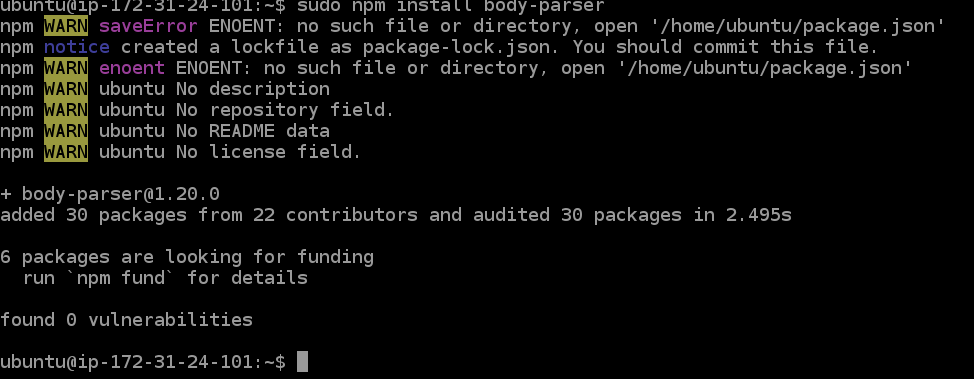 ubuntu@ip-172-31-24-101:~$ sudo npm install body-parser
npm WARN saveError ENOENT: no such file or directory, open '/home/ubuntu/package.json'
npm notice created a lockfile as package-lock.json. You should commit this file.
npm WARN enoent ENOENT: no such file or directory, open '/home/ubuntu/package.json'
npm WARN ubuntu No description
npm WARN ubuntu No repository field.
npm WARN ubuntu No README data
npm WARN ubuntu No license field.
+ body-parser@1.20.0
added 30 packages from 22 contributors and audited 30 packages in 2.495s
6 packages are looking for funding
run `npm fund` for details
found 0 vulnerabilities
ubuntu@ip-172-31-24-101:~$